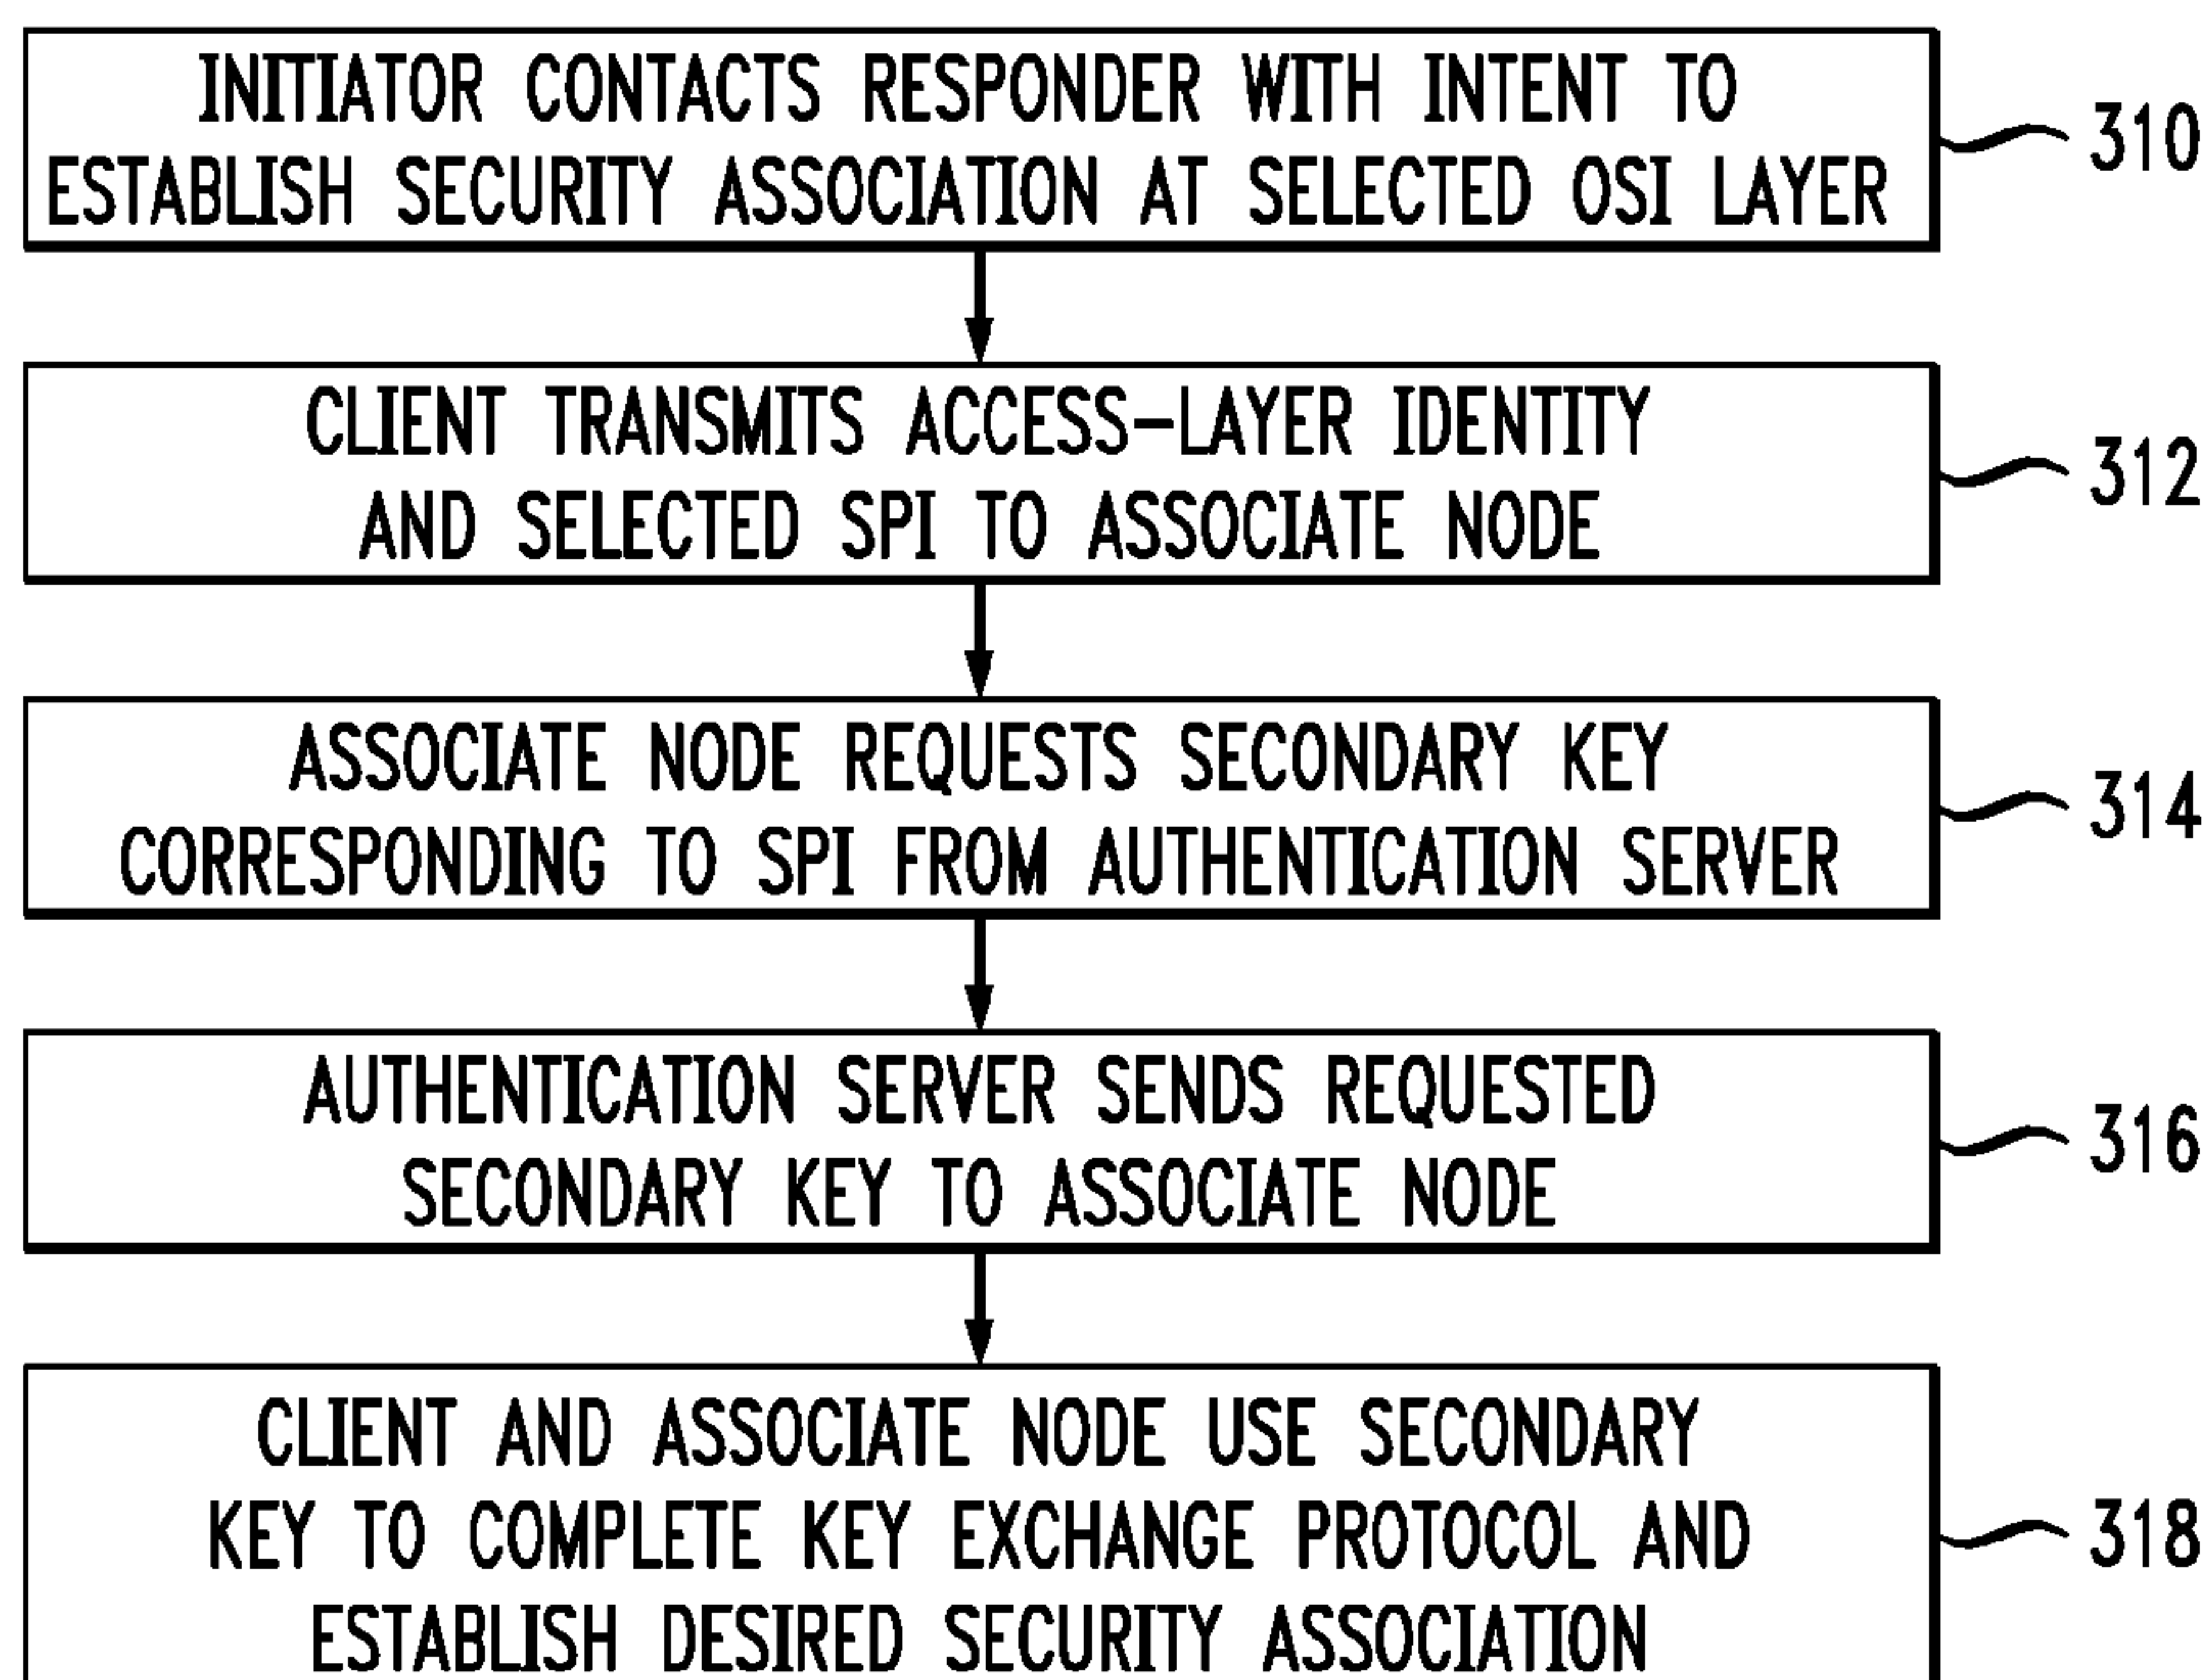 INITIATOR CONTACTS RESPONDER WITH INTENT TO
ESTABLISH SECURITY ASSOCIATION AT SELECTED OSI LAYER
310
CLIENT TRANSMITS ACCESS-LAYER IDENTITY
AND SELECTED SPI TO ASSOCIATE NODE
312
ASSOCIATE NODE REQUESTS SECONDARY KEY
CORRESPONDING TO SPI FROM AUTHENTICATION SERVER
314
AUTHENTICATION SERVER SENDS REQUESTED
SECONDARY KEY TO ASSOCIATE NODE
316
CLIENT AND ASSOCIATE NODE USE SECONDARY
KEY TO COMPLETE KEY EXCHANGE PROTOCOL AND
ESTABLISH DESIRED SECURITY ASSOCIATION
318